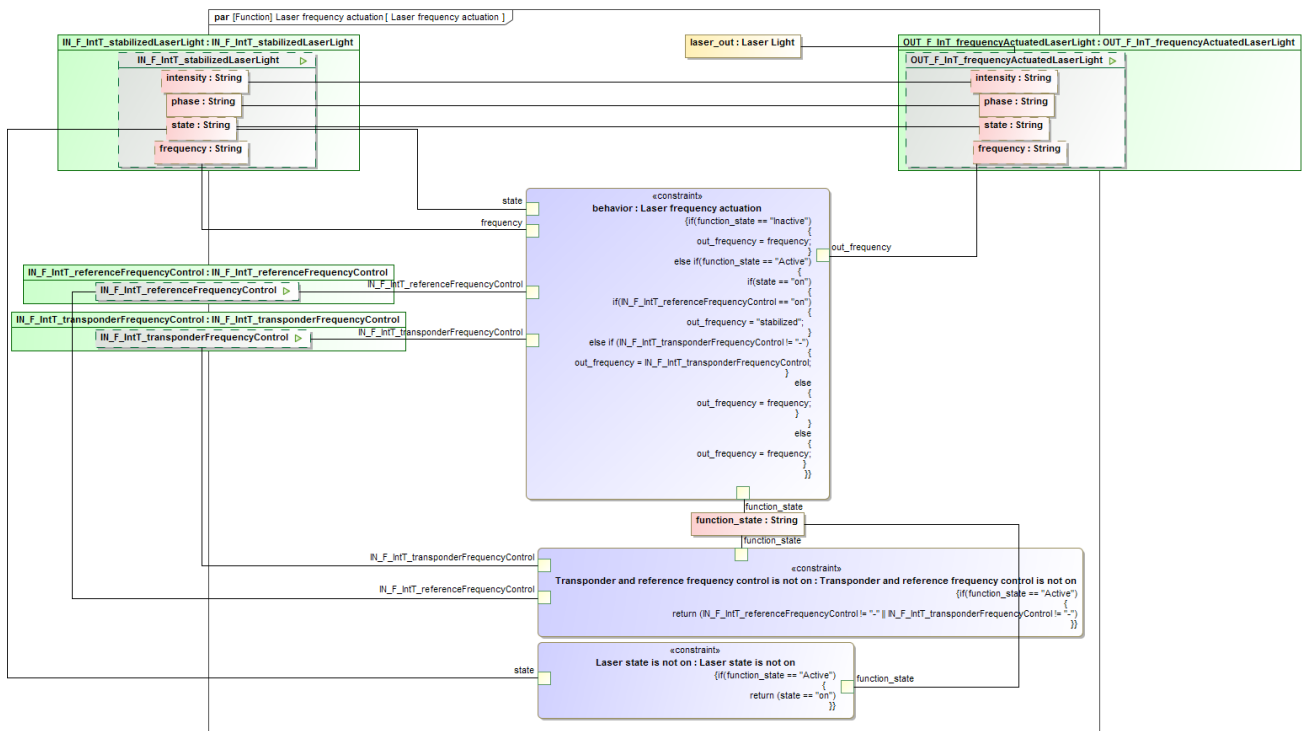 par [Function] Laser frequency actuation [ Laser frequency actuation ]
IN_F_IntT_stabilizedLaserLight : IN_F_IntT_stabilizedLaserLight
IN_F_IntT_stabilizedLaserLight
intensity : String
phase : String
state : String
frequency : String
laser_out : Laser Light
OUT_F_InT_frequencyActuatedLaserLight : OUT_F_InT_frequencyActuatedLaserLight
OUT_F_InT_frequencyActuatedLaserLight
intensity : String
phase : String
state : String
frequency : String
state
frequency
IN_F_IntT_referenceFrequencyControl : IN_F_IntT_referenceFrequencyControl
IN_F_IntT_referenceFrequencyControl
IN_F_IntT_referenceFrequencyControl
IN_F_IntT_transponderFrequencyControl : IN_F_IntT_transponderFrequencyControl
IN_F_IntT_transponderFrequencyControl
IN_F_IntT_transponderFrequencyControl
«constraint»
behavior : Laser frequency actuation
{if(function_state == "Inactive")
{
out_frequency = frequency;
}
else if(function_state == "Active")
{
if(state == "on")
{
if(IN_F_IntT_referenceFrequencyControl == "on")
{
out_frequency = "stabilized";
}
else if (IN_F_IntT_transponderFrequencyControl != "-")
{
out_frequency = IN_F_IntT_transponderFrequencyControl;
}
else
{
out_frequency = frequency;
}
}
else
{
out_frequency = frequency;
}
}}
out_frequency
function_state
function_state : String
function_state
IN_F_IntT_transponderFrequencyControl
IN_F_IntT_referenceFrequencyControl
«constraint»
Transponder and reference frequency control is not on : Transponder and reference frequency control is not on
{if(function_state == "Active")
{
return (IN_F_IntT_referenceFrequencyControl != "-" || IN_F_IntT_transponderFrequencyControl != "-")
}}
state
«constraint»
Laser state is not on : Laser state is not on
{if(function_state == "Active")
{
return (state == "on")
}}
function_state